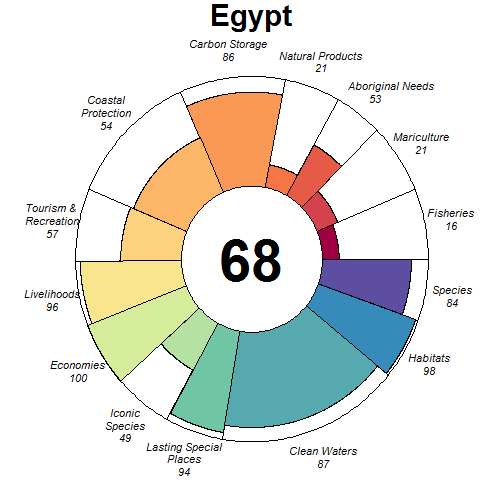 Egypt
Carbon Storage
86
Natural Products
21
Aboriginal Needs
53
Mariculture
21
Fisheries
16
Species
84
Habitats
98
Clean Waters
87
Lasting Special
Places
94
Iconic
Species
49
Economies
100
Livelihoods
96
Tourism &
Recreation
57
Coastal
Protection
54
68